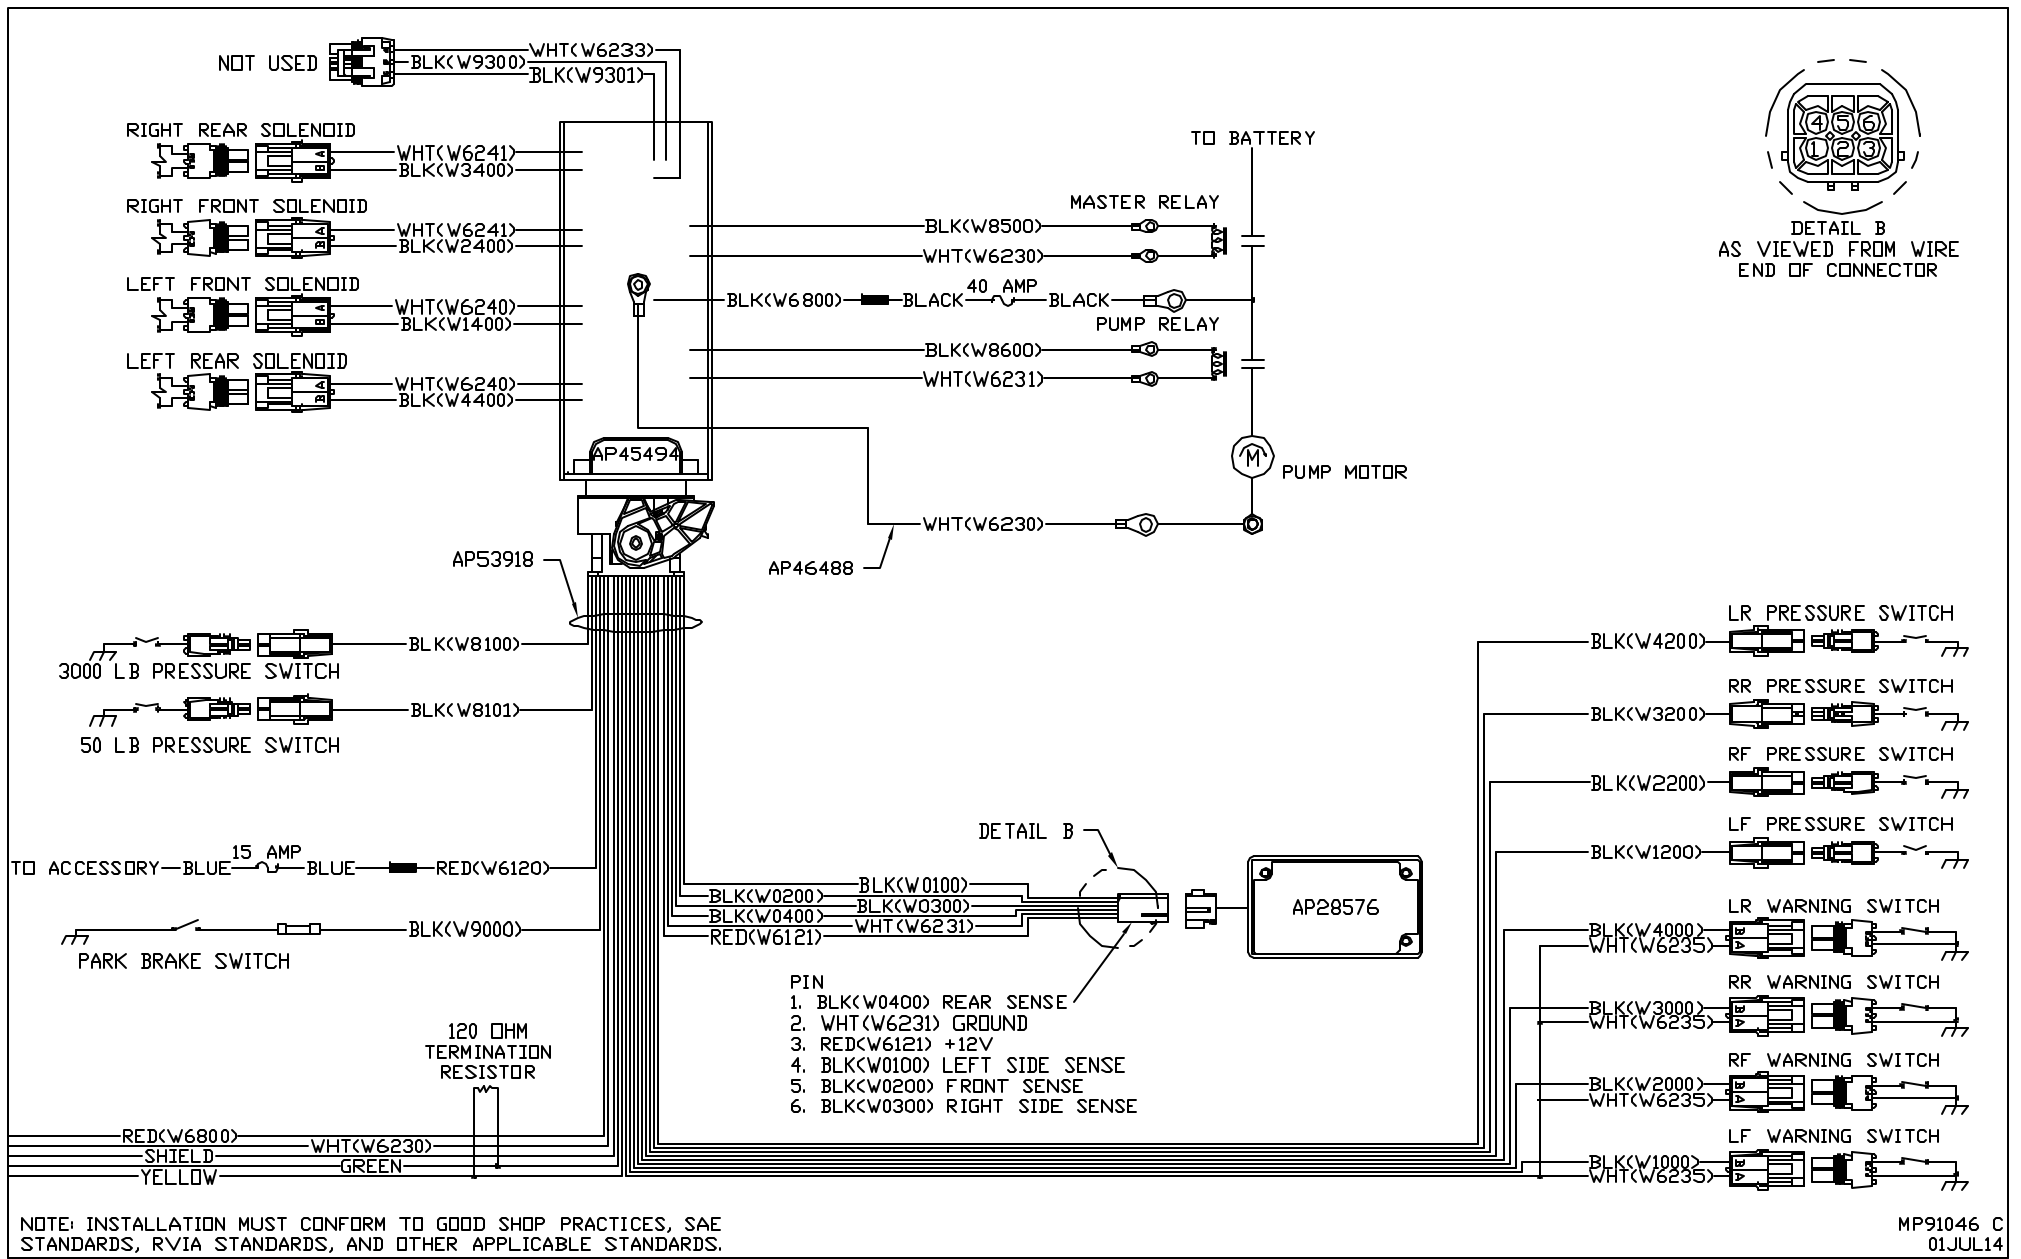 NOT USED
WHT(W6233)
BLK(W9300)
BLK(W9301)
RIGHT REAR SOLENOID
WHT(W6241)
BLK(W3400)
A
B
RIGHT FRONT SOLENOID
WHT(W6241)
BLK(W2400)
A
B
LEFT FRONT SOLENOID
WHT(W6240)
BLK(W1400)
A
B
LEFT REAR SOLENOID
WHT(W6240)
BLK(W4400)
A
B
TO BATTERY
MASTER RELAY
BLK(W8500)
WHT(W6230)
BLK(W6800)
BLACK
40 AMP
BLACK
PUMP RELAY
BLK(W8600)
WHT(W6231)
M
PUMP MOTOR
WHT(W6230)
AP46488
AP45494
AP53918
4 5 6
1 2 3
DETAIL B
AS VIEWED FROM WIRE
END OF CONNECTOR
BLK(W8100)
3000 LB PRESSURE SWITCH
BLK(W8101)
50 LB PRESSURE SWITCH
TO ACCESSORY
BLUE
15 AMP
BLUE
RED(W6120)
BLK(W9000)
PARK BRAKE SWITCH
120 OHM
TERMINATION
RESISTOR
RED(W6800)
WHT(W6230)
SHIELD
GREEN
YELLOW
DETAIL B
BLK(W0100)
BLK(W0200)
BLK(W0300)
BLK(W0400)
WHT(W6231)
RED(W6121)
AP28576
PIN
1. BLK(W0400) REAR SENSE
2. WHT(W6231) GROUND
3. RED(W6121) +12V
4. BLK(W0100) LEFT SIDE SENSE
5. BLK(W0200) FRONT SENSE
6. BLK(W0300) RIGHT SIDE SENSE
LR PRESSURE SWITCH
BLK(W4200)
RR PRESSURE SWITCH
BLK(W3200)
RF PRESSURE SWITCH
BLK(W2200)
LF PRESSURE SWITCH
BLK(W1200)
LR WARNING SWITCH
BLK(W4000)
WHT(W6235)
B
A
RR WARNING SWITCH
BLK(W3000)
WHT(W6235)
B
A
RF WARNING SWITCH
BLK(W2000)
WHT(W6235)
B
A
LF WARNING SWITCH
BLK(W1000)
WHT(W6235)
B
A
NOTE: INSTALLATION MUST CONFORM TO GOOD SHOP PRACTICES, SAE
STANDARDS, RVIA STANDARDS, AND OTHER APPLICABLE STANDARDS.
MP91046 C
01JUL14